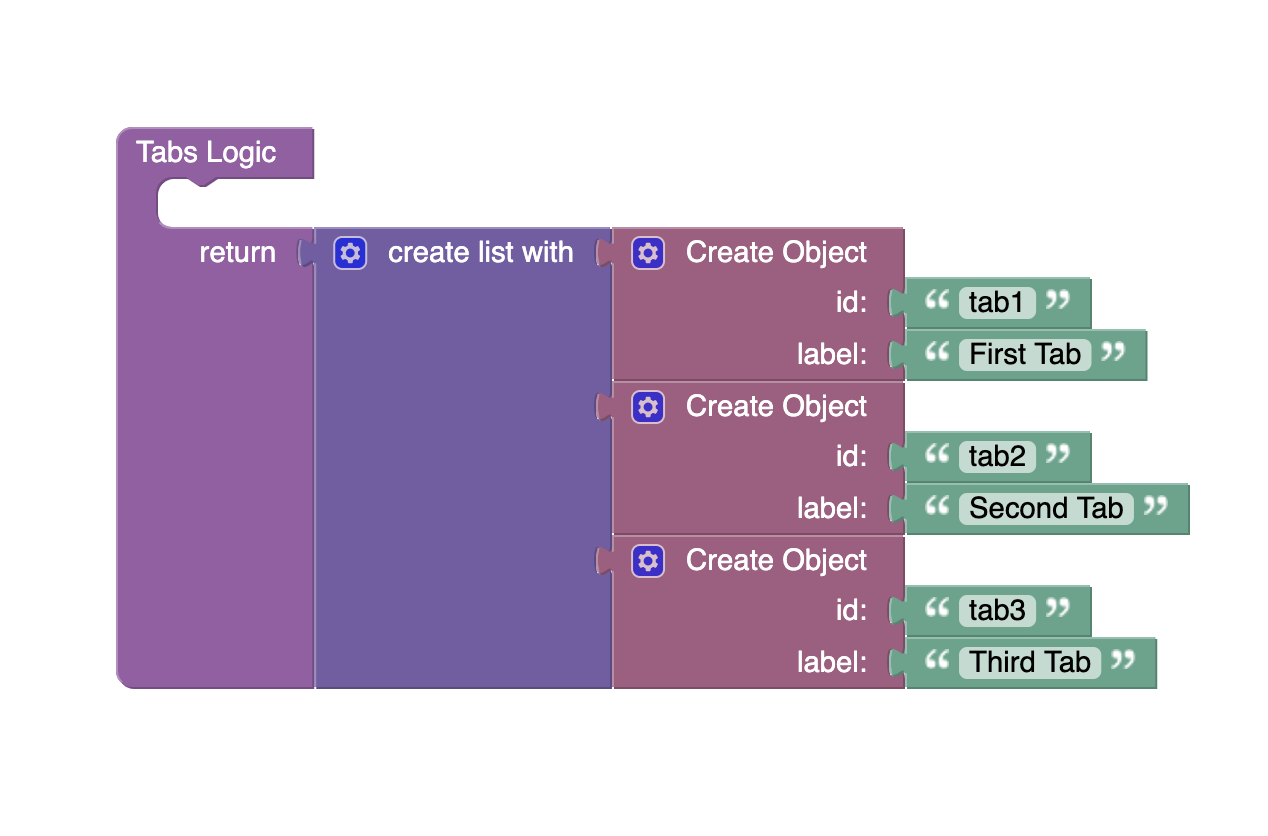 Tabs Logic
return create list with Create Object
id: “ tab1 ”
label: “ First Tab ”
Create Object
id: “ tab2 ”
label: “ Second Tab ”
Create Object
id: “ tab3 ”
label: “ Third Tab ”